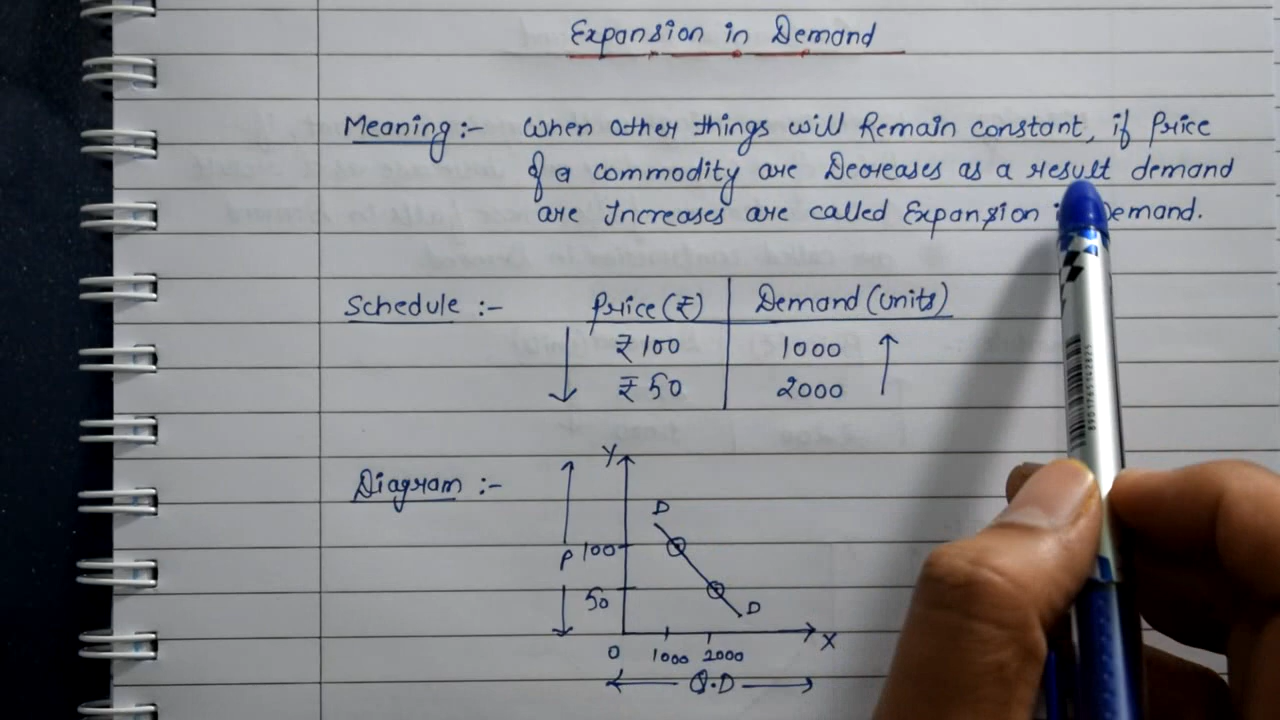 Expansion in Demand
Meaning :- When other things will Remain constant, if Price
of a commodity are Decreases as a result demand
are Increases are called Expansion Demand.
Schedule :- Price (₹) Demand (units)
₹ 100 1000
₹ 50 2000
Diagram :-
Y
D
P 100
50
D
X
0 1000 2000
Q.D
8901765142825